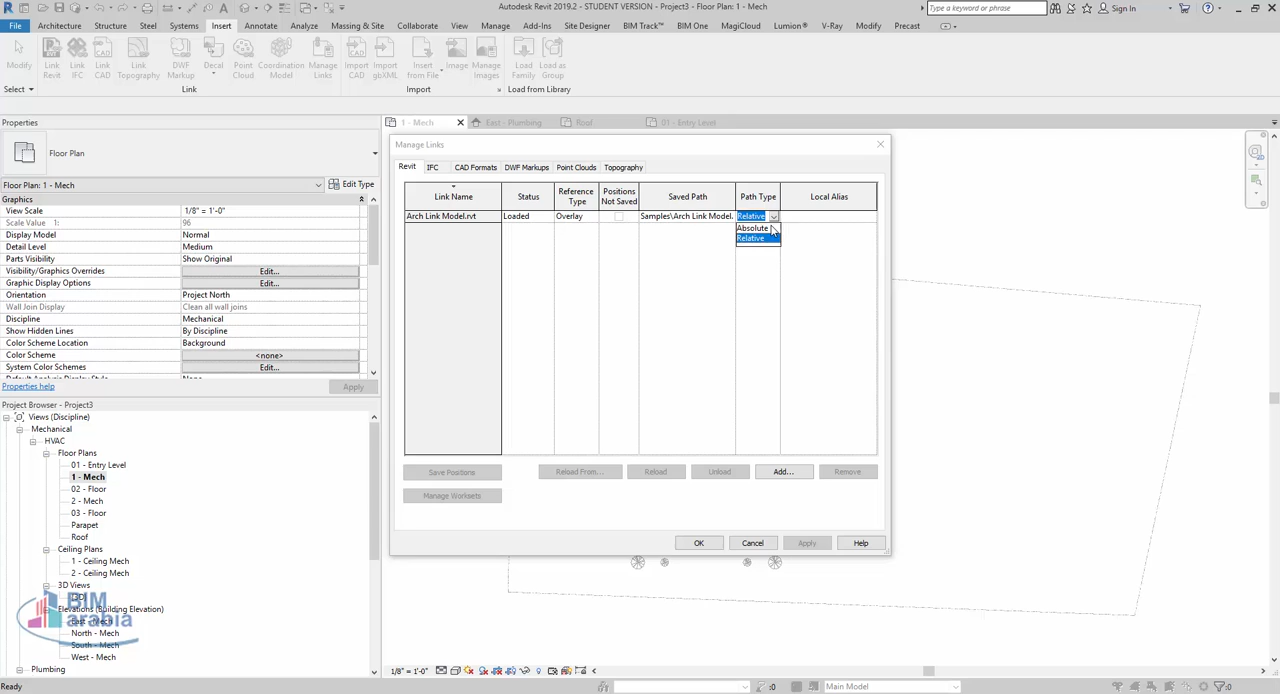 Autodesk Revit 2019.2 - STUDENT VERSION - Project3 - Floor Plan: 1 - Mech
Type a keyword or phrase
Sign In
File Architecture Structure Steel Systems Insert Annotate Analyze Massing & Site Collaborate View Manage Add-Ins Site Designer BIM Track™ BIM One MagiCloud Lumion® V-Ray Modify Precast
Modify
Link Revit
Link IFC
Link CAD
Link Topography
DWF Markup
Decal
Point Cloud
Coordination Model
Manage Links
Import CAD
Import gbXML
Insert from File
Image
Manage Images
Load Family
Load as Group
Select
Link
Import
Load from Library
Properties
1 - Mech
East - Plumbing
Roof
01 - Entry Level
Floor Plan
Floor Plan: 1 - Mech
Edit Type
Graphics
View Scale 1/8" = 1'-0"
Scale Value 1: 96
Display Model Normal
Detail Level Medium
Parts Visibility Show Original
Visibility/Graphics Overrides Edit...
Graphic Display Options Edit...
Orientation Project North
Wall Join Display Clean all wall joins
Discipline Mechanical
Show Hidden Lines By Discipline
Color Scheme Location Background
Color Scheme <none>
System Color Schemes Edit...
Default Analysis Display Style None
Properties help
Apply
Project Browser - Project3
Views (Discipline)
Mechanical
HVAC
Floor Plans
01 - Entry Level
1 - Mech
02 - Floor
2 - Mech
03 - Floor
Parapet
Roof
Ceiling Plans
1 - Ceiling Mech
2 - Ceiling Mech
3D Views
Elevations (Building Elevation)
East - Mech
North - Mech
South - Mech
West - Mech
Plumbing
BIM
arabia
Manage Links
Revit IFC CAD Formats DWF Markups Point Clouds Topography
Link Name
Status
Reference Type
Positions Not Saved
Saved Path
Path Type
Local Alias
Arch Link Model.rvt Loaded Overlay Samples\Arch Link Model. Relative
Absolute
Relative
Save Positions
Reload From...
Reload
Unload
Add...
Remove
Manage Worksets
OK
Cancel
Apply
Help
1/8" = 1'-0"
Ready
:0
Main Model
:0